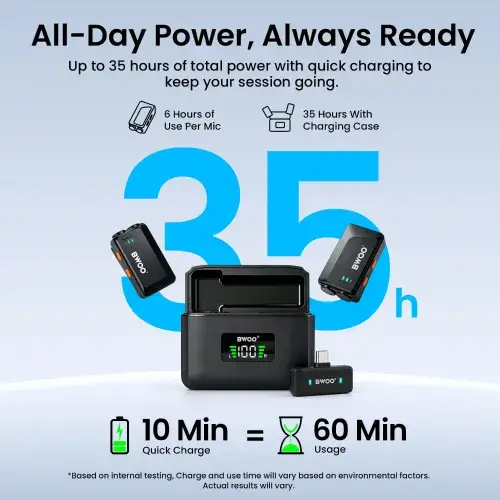 All-Day Power, Always Ready
Up to 35 hours of total power with quick charging to
keep your session going.
6 Hours of
Use Per Mic
35 Hours With
Charging Case
35h
BWOO
BWOO
BWOO
100
BWOO
10 Min
Quick Charge
=
60 Min
Usage
*Based on internal testing, Charge and use time will vary based on environmental factors.
Actual results will vary.